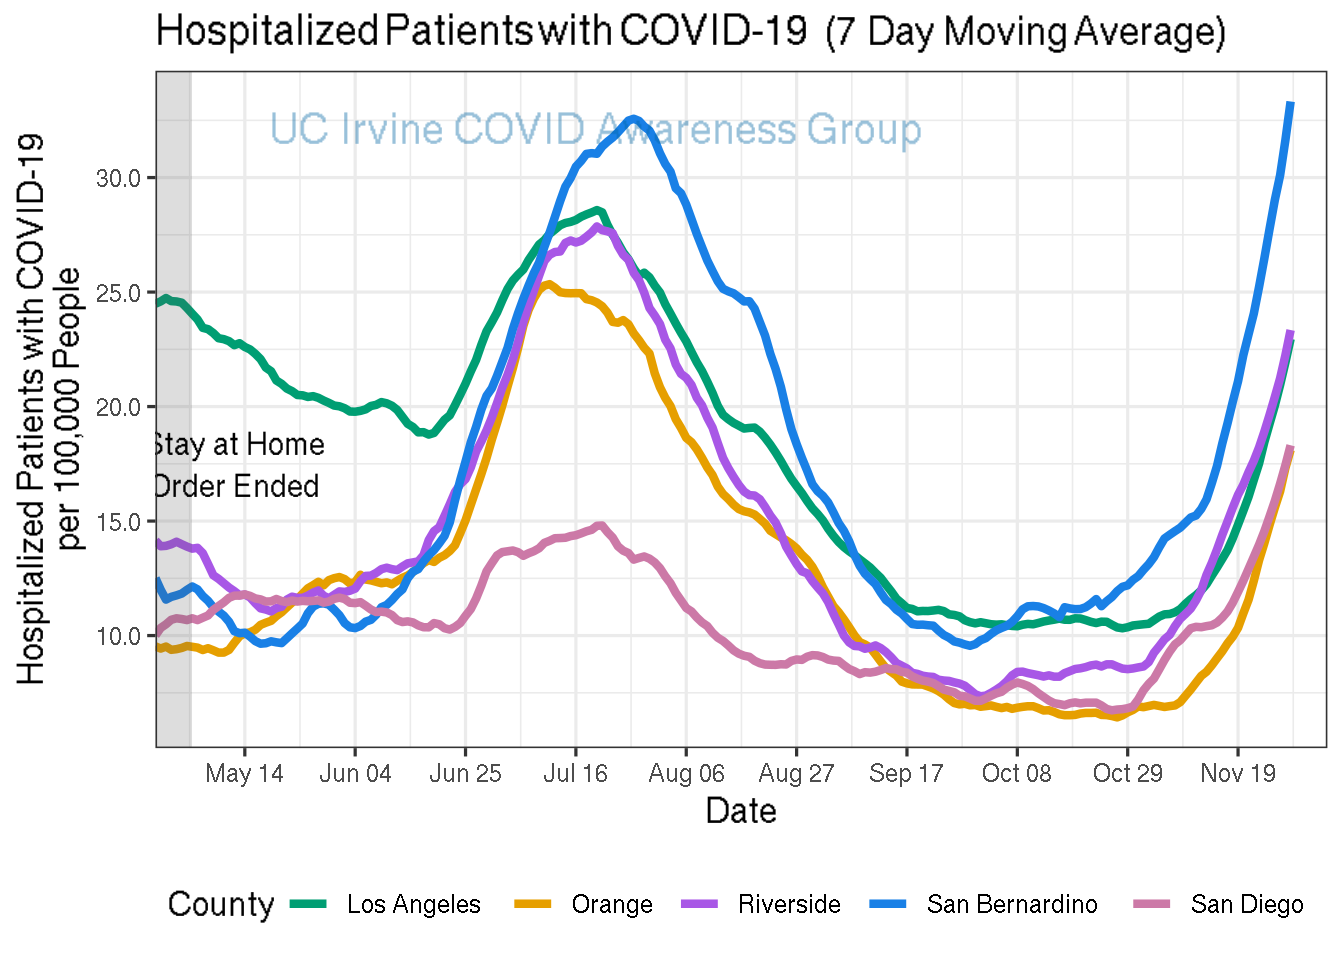 Hospitalized Patients with COVID-19 (7 Day Moving Average)
UC Irvine COVID Awareness Group
Hospitalized Patients with COVID-19
per 100,000 People
30.0
25.0
20.0
15.0
10.0
Stay at Home
Order Ended
May 14 Jun 04 Jun 25 Jul 16 Aug 06 Aug 27 Sep 17 Oct 08 Oct 29 Nov 19
Date
County Los Angeles Orange Riverside San Bernardino San Diego